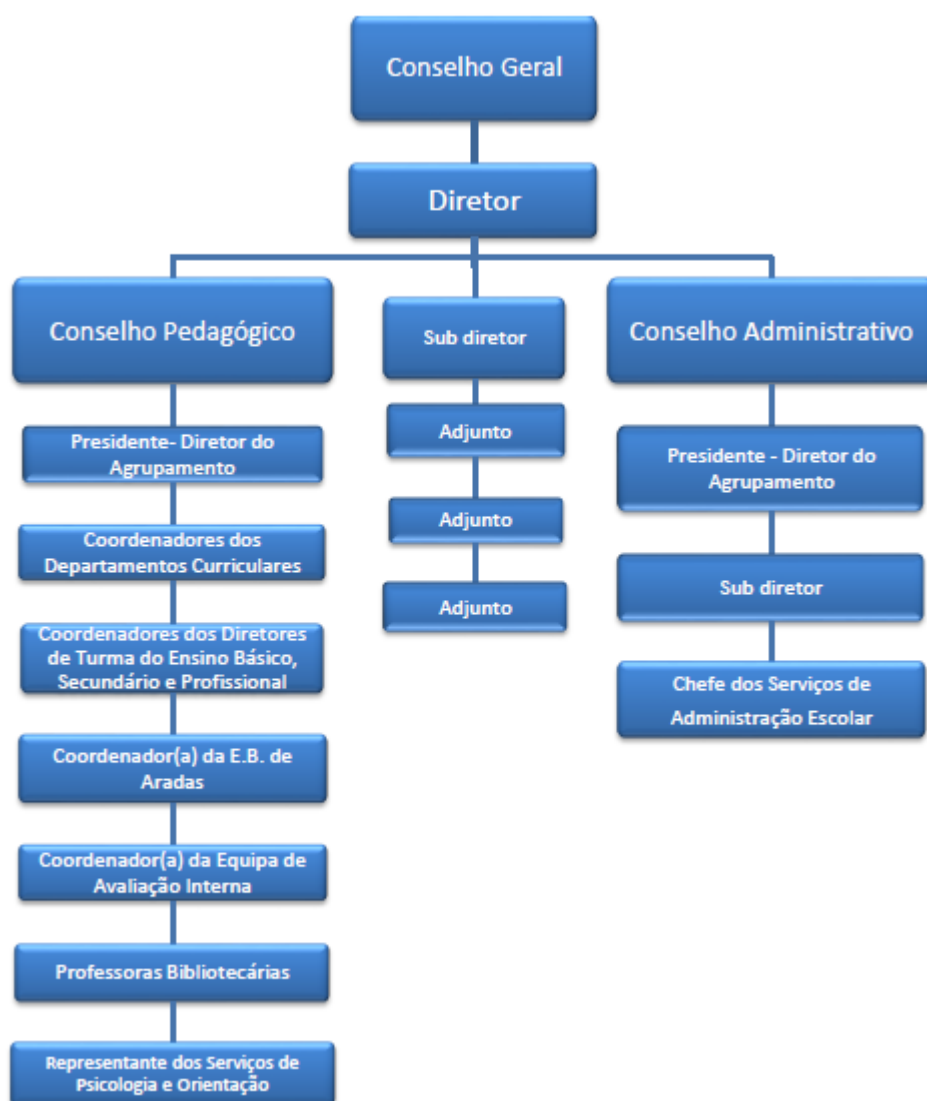 Conselho Geral
Diretor
Conselho Pedagógico
Sub diretor
Conselho Administrativo
Presidente- Diretor do
Agrupamento
Coordenadores dos
Departamentos Curriculares
Coordenadores dos Diretores
de Turma do Ensino Básico,
Secundário e Profissional
Coordenador(a) da E.B. de
Aradas
Coordenador(a) da Equipa de
Avaliação Interna
Professoras Bibliotecárias
Representante dos Serviços de
Psicologia e Orientação
Adjunto
Adjunto
Adjunto
Presidente - Diretor do
Agrupamento
Sub diretor
Chefe dos Serviços de
Administração Escolar